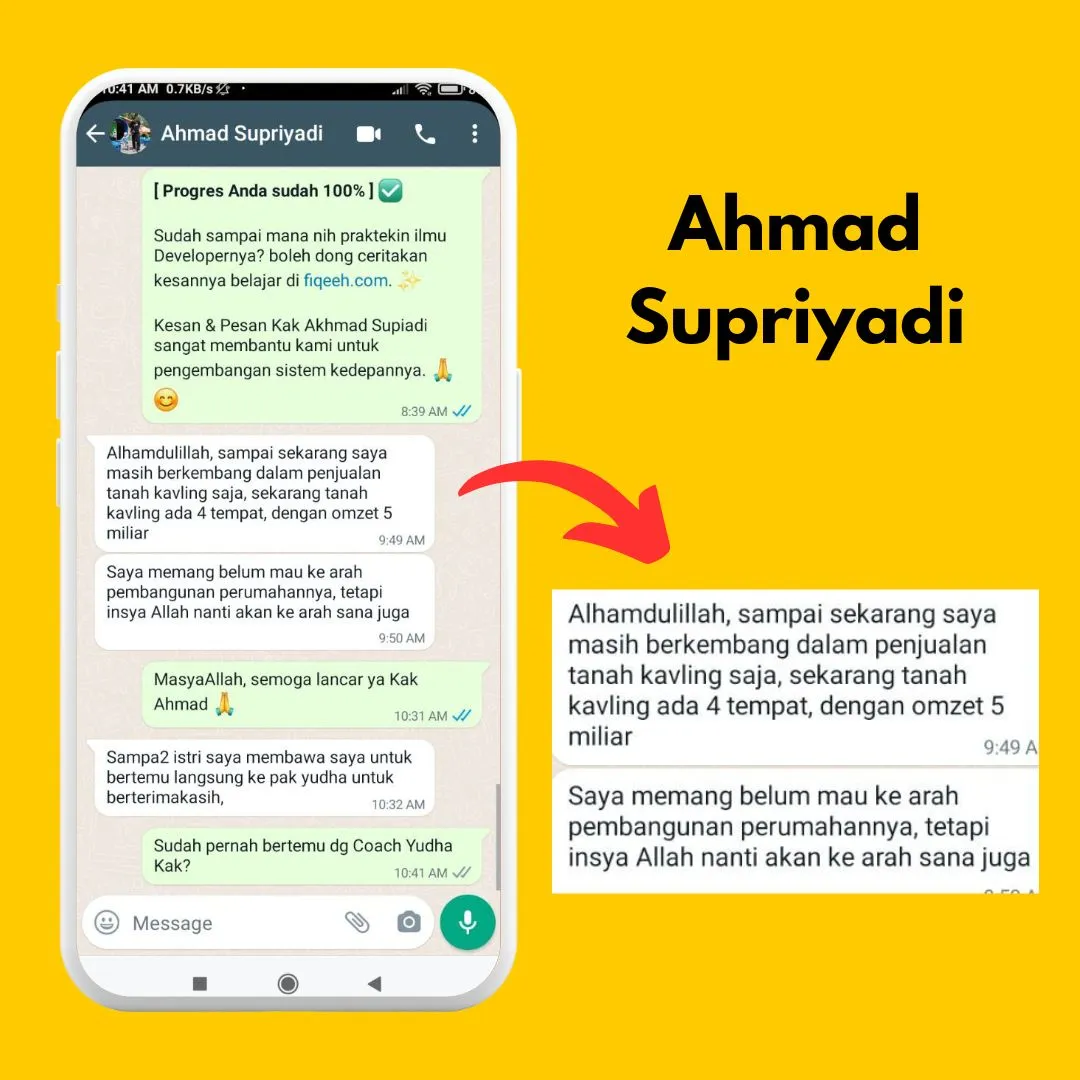 10:41 AM 0.7KB/s
Ahmad Supriyadi
[ Progres Anda sudah 100% ] ✅
Sudah sampai mana nih praktekin ilmu
Developernya? boleh dong ceritakan
kesannya belajar di fiqeeh.com. ✨
Kesan & Pesan Kak Akhmad Supiadi
sangat membantu kami untuk
pengembangan sistem kedepannya. 🙏
😊
8:39 AM
Alhamdulillah, sampai sekarang saya
masih berkembang dalam penjualan
tanah kavling saja, sekarang tanah
kavling ada 4 tempat, dengan omzet 5
miliar
9:49 AM
Saya memang belum mau ke arah
pembangunan perumahannya, tetapi
insya Allah nanti akan ke arah sana juga
9:50 AM
MasyaAllah, semoga lancar ya Kak
Ahmad 🙏
10:31 AM
Sampa2 istri saya membawa saya untuk
bertemu langsung ke pak yudha untuk
berterimakasih,
10:32 AM
Sudah pernah bertemu dg Coach Yudha
Kak?
10:41 AM
Message
Ahmad
Supriyadi
Alhamdulillah, sampai sekarang saya
masih berkembang dalam penjualan
tanah kavling saja, sekarang tanah
kavling ada 4 tempat, dengan omzet 5
miliar
9:49 A
Saya memang belum mau ke arah
pembangunan perumahannya, tetapi
insya Allah nanti akan ke arah sana juga